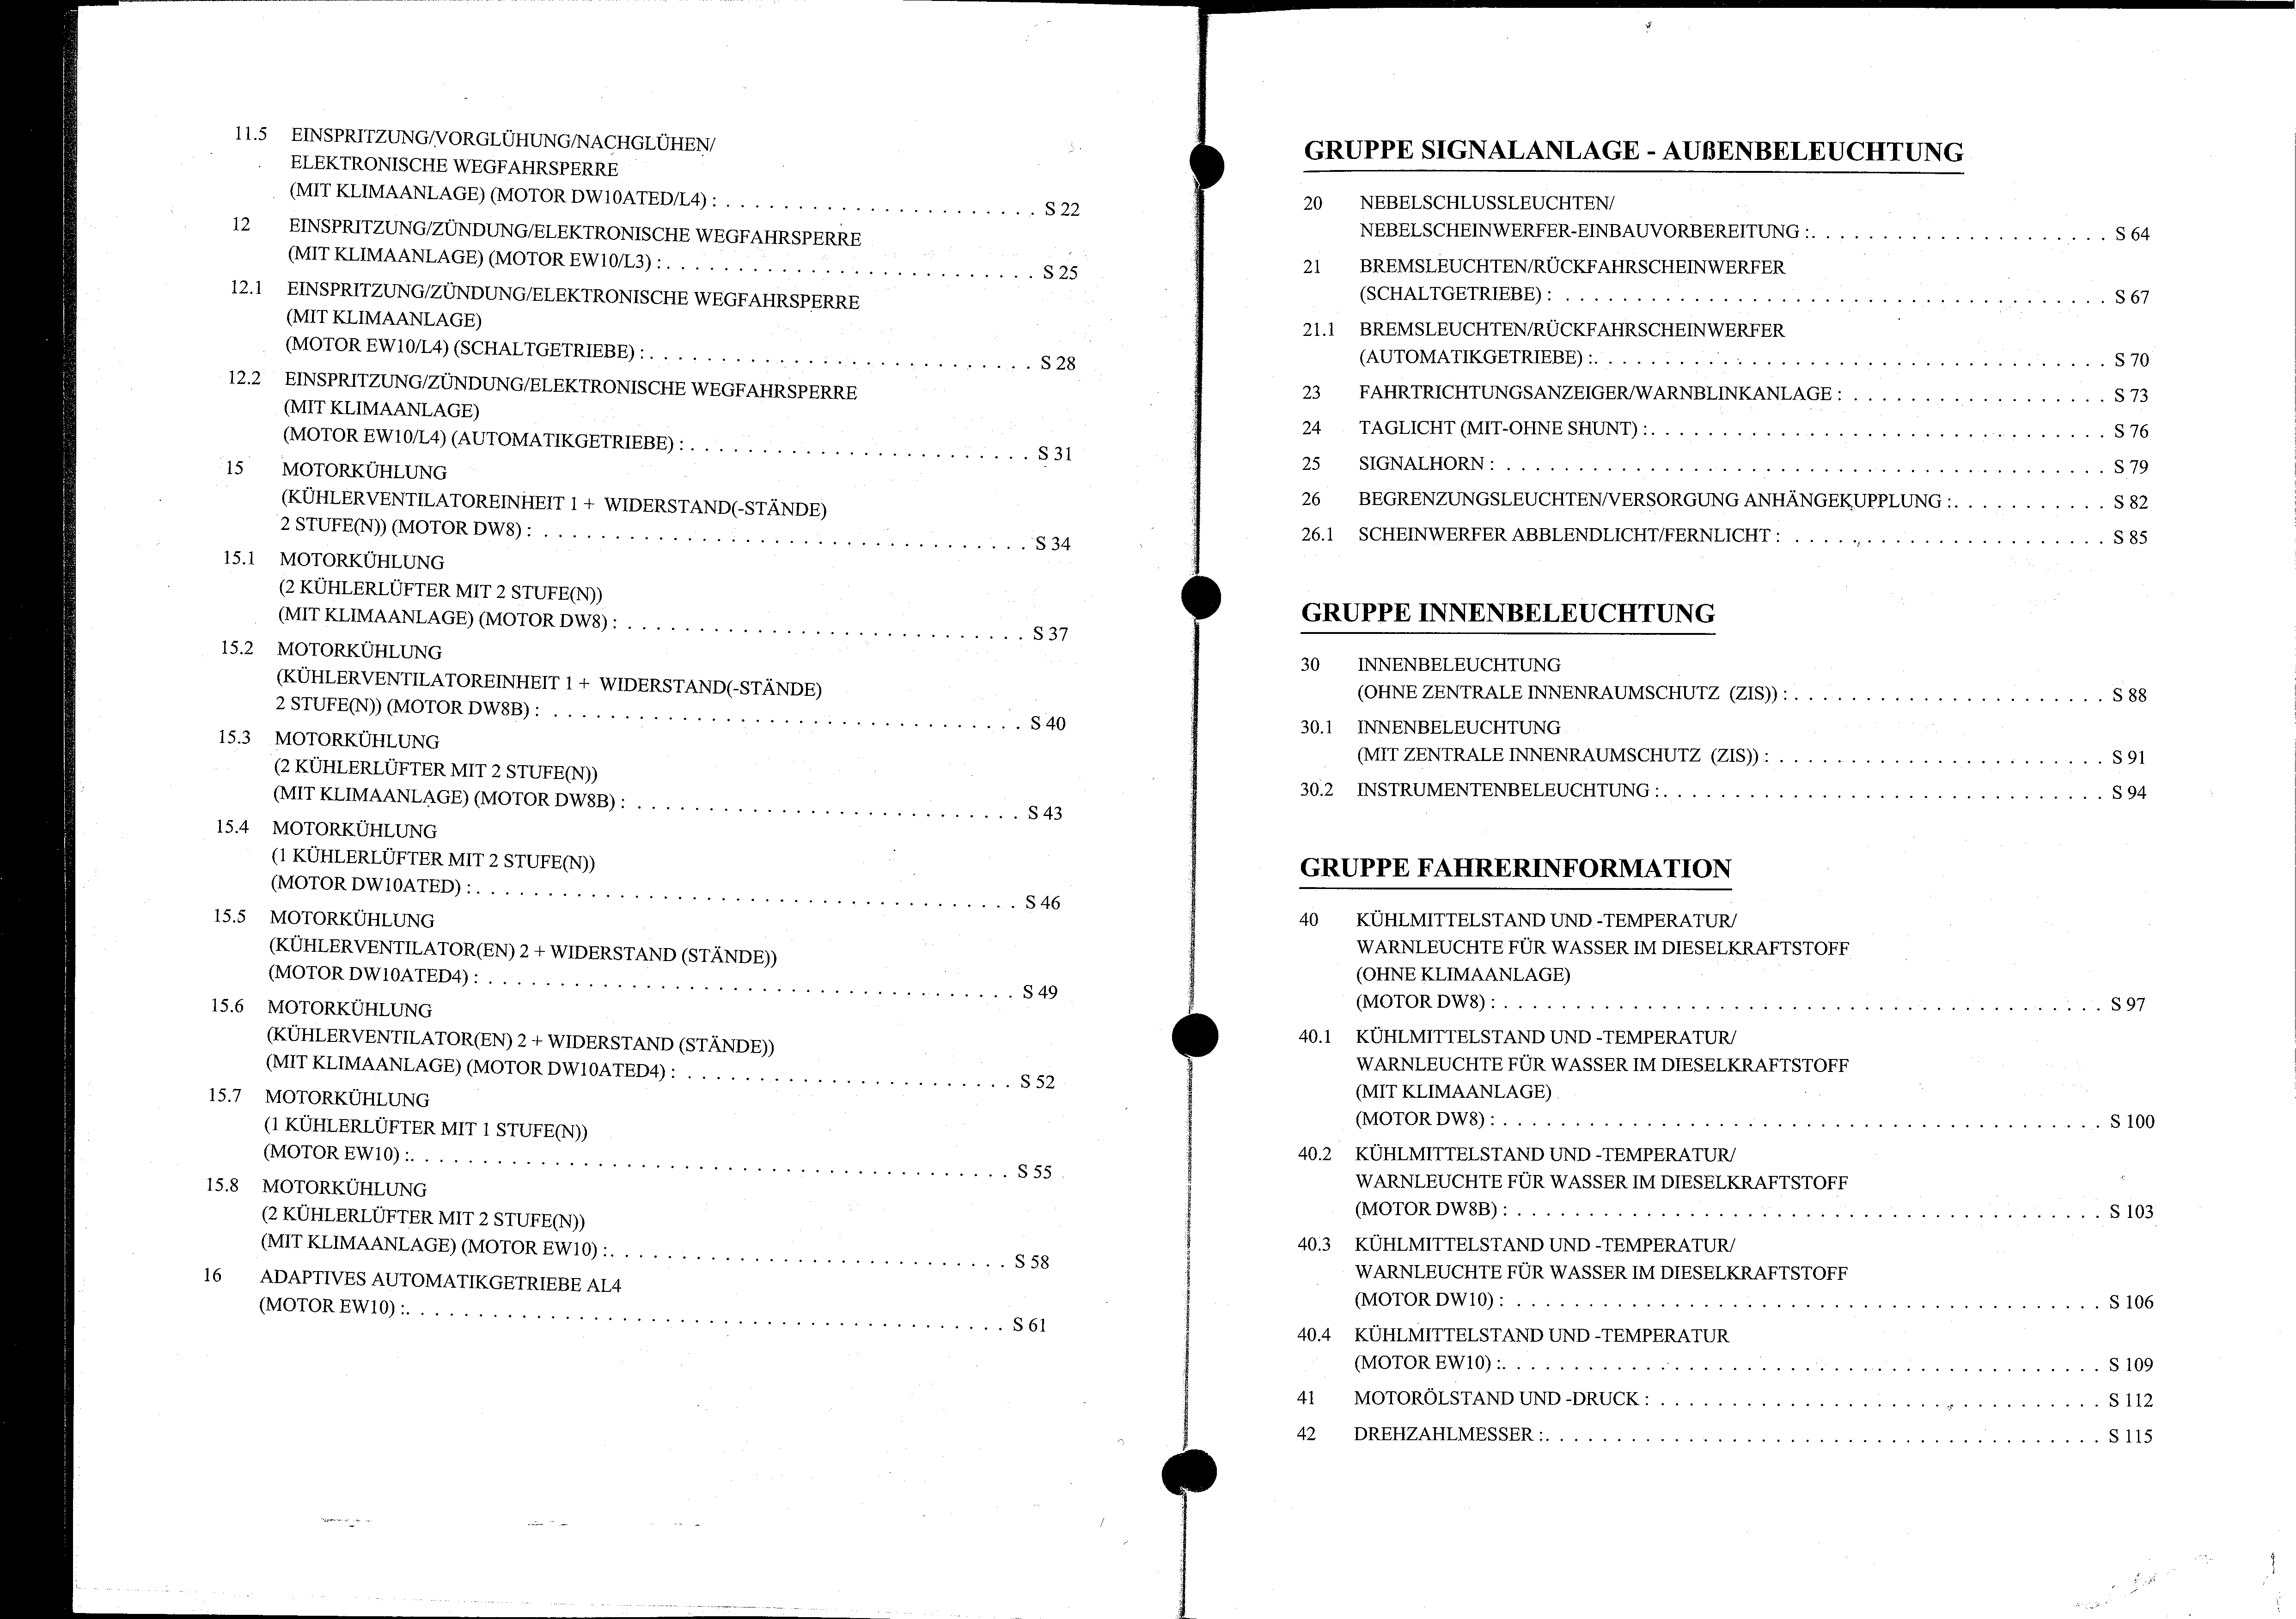 11.5 EINSPRITZUNG/VORGLÜHUNG/NACHGLÜHEN/
ELEKTRONISCHE WEGFAHRSPERRE
(MIT KLIMAANLAGE) (MOTOR DW10ATED/L4) : . . . . . . . . . . . . . . . . . . . . . . S 22
12 EINSPRITZUNG/ZÜNDUNG/ELEKTRONISCHE WEGFAHRSPERRE
(MIT KLIMAANLAGE) (MOTOR EW10/L3) :. . . . . . . . . . . . . . . . . . . . . . . . . . S 25
12.1 EINSPRITZUNG/ZÜNDUNG/ELEKTRONISCHE WEGFAHRSPERRE
(MIT KLIMAANLAGE)
(MOTOR EW10/L4) (SCHALTGETRIEBE) :. . . . . . . . . . . . . . . . . . . . . . . . . . . S 28
12.2 EINSPRITZUNG/ZÜNDUNG/ELEKTRONISCHE WEGFAHRSPERRE
(MIT KLIMAANLAGE)
(MOTOR EW10/L4) (AUTOMATIKGETRIEBE) :. . . . . . . . . . . . . . . . . . . . . . . . S 31
15 MOTORKÜHLUNG
(KÜHLERVENTILATOREINHEIT 1 + WIDERSTAND(-STÄNDE)
2 STUFE(N)) (MOTOR DW8) : . . . . . . . . . . . . . . . . . . . . . . . . . . . . . . . . . . S 34
15.1 MOTORKÜHLUNG
(2 KÜHLERLÜFTER MIT 2 STUFE(N))
(MIT KLIMAANLAGE) (MOTOR DW8) : . . . . . . . . . . . . . . . . . . . . . . . . . . . . S 37
15.2 MOTORKÜHLUNG
(KÜHLERVENTILATOREINHEIT 1 + WIDERSTAND(-STÄNDE)
2 STUFE(N)) (MOTOR DW8B) : . . . . . . . . . . . . . . . . . . . . . . . . . . . . . . . . . S 40
15.3 MOTORKÜHLUNG
(2 KÜHLERLÜFTER MIT 2 STUFE(N))
(MIT KLIMAANLAGE) (MOTOR DW8B) : . . . . . . . . . . . . . . . . . . . . . . . . . . . S 43
15.4 MOTORKÜHLUNG
(1 KÜHLERLÜFTER MIT 2 STUFE(N))
(MOTOR DW10ATED) :. . . . . . . . . . . . . . . . . . . . . . . . . . . . . . . . . . . . . . S 46
15.5 MOTORKÜHLUNG
(KÜHLERVENTILATOR(EN) 2 + WIDERSTAND (STÄNDE))
(MOTOR DW10ATED4) : . . . . . . . . . . . . . . . . . . . . . . . . . . . . . . . . . . . . . S 49
15.6 MOTORKÜHLUNG
(KÜHLERVENTILATOR(EN) 2 + WIDERSTAND (STÄNDE))
(MIT KLIMAANLAGE) (MOTOR DW10ATED4) : . . . . . . . . . . . . . . . . . . . . . . . S 52
15.7 MOTORKÜHLUNG
(1 KÜHLERLÜFTER MIT 1 STUFE(N))
(MOTOR EW10) :. . . . . . . . . . . . . . . . . . . . . . . . . . . . . . . . . . . . . . . . . . S 55
15.8 MOTORKÜHLUNG
(2 KÜHLERLÜFTER MIT 2 STUFE(N))
(MIT KLIMAANLAGE) (MOTOR EW10) :. . . . . . . . . . . . . . . . . . . . . . . . . . . . S 58
16 ADAPTIVES AUTOMATIKGETRIEBE AL4
(MOTOR EW10) :. . . . . . . . . . . . . . . . . . . . . . . . . . . . . . . . . . . . . . . . . . S 61
GRUPPE SIGNALANLAGE - AUßENBELEUCHTUNG
20 NEBELSCHLUSSLEUCHTEN/
NEBELSCHEINWERFER-EINBAUVORBEREITUNG :. . . . . . . . . . . . . . . . . . . . . S 64
21 BREMSLEUCHTEN/RÜCKFAHRSCHEINWERFER
(SCHALTGETRIEBE) : . . . . . . . . . . . . . . . . . . . . . . . . . . . . . . . . . . . . . . S 67
21.1 BREMSLEUCHTEN/RÜCKFAHRSCHEINWERFER
(AUTOMATIKGETRIEBE) :. . . . . . . . . . . . . . . . . . . . . . . . . . . . . . . . . . . . S 70
23 FAHRTRICHTUNGSANZEIGER/WARNBLINKANLAGE : . . . . . . . . . . . . . . . . . . S 73
24 TAGLICHT (MIT-OHNE SHUNT) :. . . . . . . . . . . . . . . . . . . . . . . . . . . . . . . . S 76
25 SIGNALHORN : . . . . . . . . . . . . . . . . . . . . . . . . . . . . . . . . . . . . . . . . . . S 79
26 BEGRENZUNGSLEUCHTEN/VERSORGUNG ANHÄNGEKUPPLUNG :. . . . . . . . . . . S 82
26.1 SCHEINWERFER ABBLENDLICHT/FERNLICHT : . . . . . . . . . . . . . . . . . . . . . . S 85
GRUPPE INNENBELEUCHTUNG
30 INNENBELEUCHTUNG
(OHNE ZENTRALE INNENRAUMSCHUTZ (ZIS)) :. . . . . . . . . . . . . . . . . . . . . . S 88
30.1 INNENBELEUCHTUNG
(MIT ZENTRALE INNENRAUMSCHUTZ (ZIS)) : . . . . . . . . . . . . . . . . . . . . . . . S 91
30.2 INSTRUMENTENBELEUCHTUNG :. . . . . . . . . . . . . . . . . . . . . . . . . . . . . . . S 94
GRUPPE FAHRERINFORMATION
40 KÜHLMITTELSTAND UND -TEMPERATUR/
WARNLEUCHTE FÜR WASSER IM DIESELKRAFTSTOFF
(OHNE KLIMAANLAGE)
(MOTOR DW8) : . . . . . . . . . . . . . . . . . . . . . . . . . . . . . . . . . . . . . . . . . . S 97
40.1 KÜHLMITTELSTAND UND -TEMPERATUR/
WARNLEUCHTE FÜR WASSER IM DIESELKRAFTSTOFF
(MIT KLIMAANLAGE)
(MOTOR DW8) : . . . . . . . . . . . . . . . . . . . . . . . . . . . . . . . . . . . . . . . . . . S 100
40.2 KÜHLMITTELSTAND UND -TEMPERATUR/
WARNLEUCHTE FÜR WASSER IM DIESELKRAFTSTOFF
(MOTOR DW8B) : . . . . . . . . . . . . . . . . . . . . . . . . . . . . . . . . . . . . . . . . . S 103
40.3 KÜHLMITTELSTAND UND -TEMPERATUR/
WARNLEUCHTE FÜR WASSER IM DIESELKRAFTSTOFF
(MOTOR DW10) : . . . . . . . . . . . . . . . . . . . . . . . . . . . . . . . . . . . . . . . . . S 106
40.4 KÜHLMITTELSTAND UND -TEMPERATUR
(MOTOR EW10) :. . . . . . . . . . . . . . . . . . . . . . . . . . . . . . . . . . . . . . . . . . S 109
41 MOTORÖLSTAND UND -DRUCK : . . . . . . . . . . . . . . . . . . . . . . . . . . . . . . . S 112
42 DREHZAHLMESSER :. . . . . . . . . . . . . . . . . . . . . . . . . . . . . . . . . . . . . . . S 115